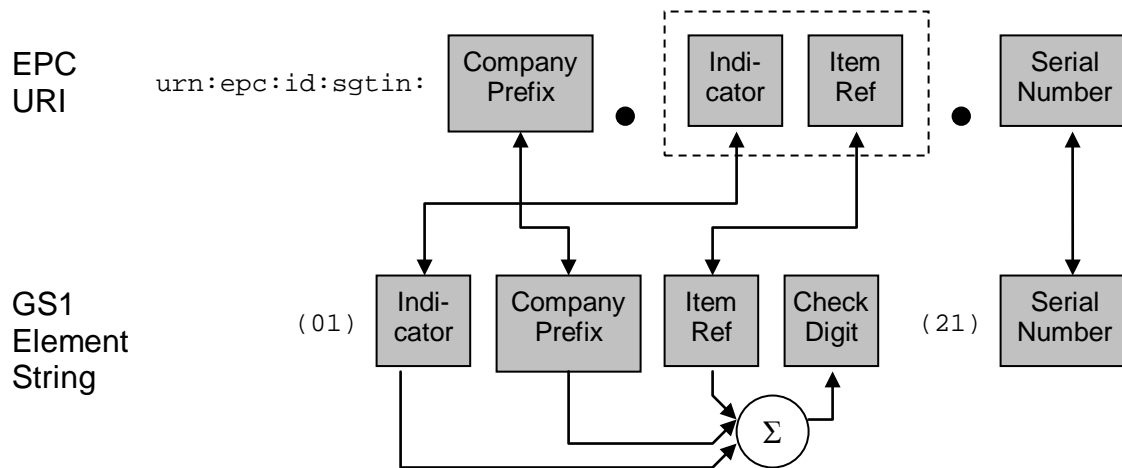 EPC
URI
urn:epc:id:sgtin:
Company
Prefix
Indi-
cator
Item
Ref
Serial
Number
GS1
Element
String
(01)
Indi-
cator
Company
Prefix
Item
Ref
Check
Digit
(21)
Serial
Number
Σ